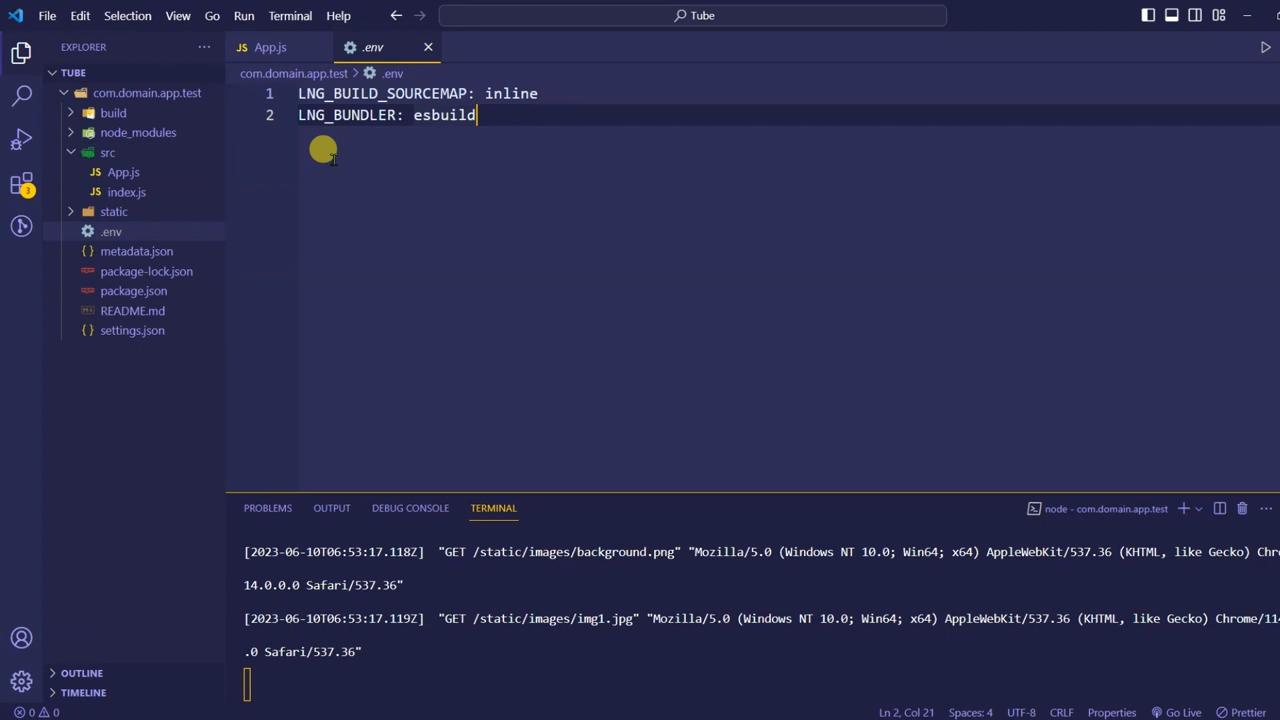 File Edit Selection View Go Run Terminal Help
Tube
EXPLORER
TUBE
com.domain.app.test
build
node_modules
src
JS App.js
JS index.js
static
.env
{} metadata.json
package-lock.json
package.json
README.md
{} settings.json
OUTLINE
TIMELINE
3
JS App.js
.env
com.domain.app.test > .env
1 LNG_BUILD_SOURCEMAP: inline
2 LNG_BUNDLER: esbuild
PROBLEMS OUTPUT DEBUG CONSOLE TERMINAL
node - com.domain.app.test
[2023-06-10T06:53:17.118Z] "GET /static/images/background.png" "Mozilla/5.0 (Windows NT 10.0; Win64; x64) AppleWebKit/537.36 (KHTML, like Gecko) Chr
14.0.0.0 Safari/537.36"
[2023-06-10T06:53:17.119Z] "GET /static/images/img1.jpg" "Mozilla/5.0 (Windows NT 10.0; Win64; x64) AppleWebKit/537.36 (KHTML, like Gecko) Chrome/11
.0 Safari/537.36"
0 0
Ln 2, Col 21 Spaces: 4 UTF-8 CRLF Properties Go Live Prettier